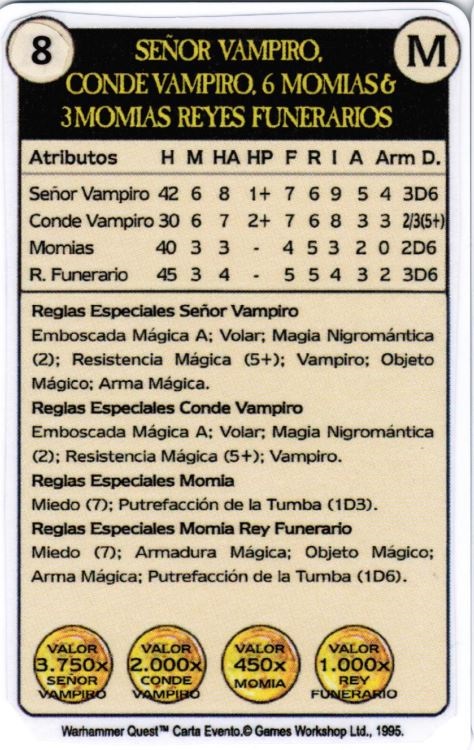 8
SEÑOR VAMPIRO,
CONDE VAMPIRO, 6 MOMIAS &
3 MOMIAS REYES FUNERARIOS
M
Atributos H M HA HP F R I A Arm D.
Señor Vampiro 42 6 8 1+ 7 6 9 5 4 3D6
Conde Vampiro 30 6 7 2+ 7 6 8 3 3 2/3(5+)
Momias 40 3 3 - 4 5 3 2 0 2D6
R. Funerario 45 3 4 - 5 5 4 3 2 3D6
Reglas Especiales Señor Vampiro
Emboscada Mágica A; Volar; Magia Nigromántica
(2); Resistencia Mágica (5+); Vampiro; Objeto
Mágico; Arma Mágica.
Reglas Especiales Conde Vampiro
Emboscada Mágica A; Volar; Magia Nigromántica
(2); Resistencia Mágica (5+); Vampiro.
Reglas Especiales Momia
Miedo (7); Putrefacción de la Tumba (1D3).
Reglas Especiales Momia Rey Funerario
Miedo (7); Armadura Mágica; Objeto Mágico;
Arma Mágica; Putrefacción de la Tumba (1D6).
VALOR
3.750x
SEÑOR
VAMPIRO
VALOR
2.000x
CONDE
VAMPIRO
VALOR
450x
MOMIA
VALOR
1.000x
REY
FUNERARIO
Warhammer Quest™ Carta Evento.© Games Workshop Ltd., 1995.